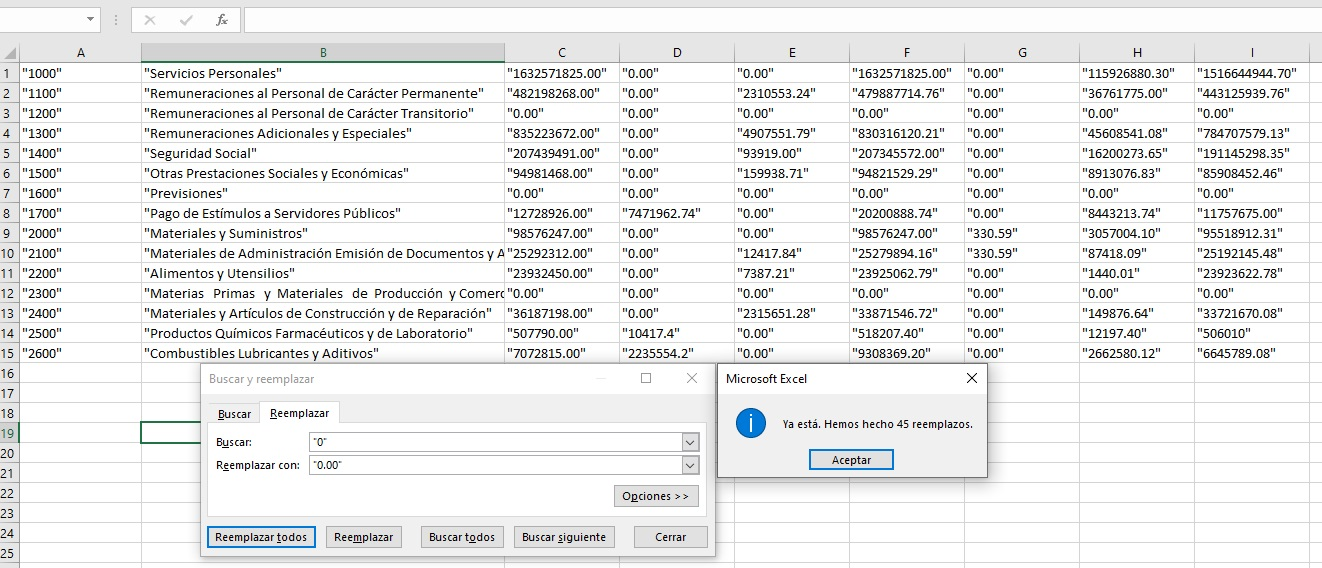 fx
A B C D E F G H I
1 "1000" "Servicios Personales" "1632571825.00" "0.00" "0.00" "1632571825.00" "0.00" "115926880.30" "1516644944.70"
2 "1100" "Remuneraciones al Personal de Carácter Permanente" "482198268.00" "0.00" "2310553.24" "479887714.76" "0.00" "36761775.00" "443125939.76"
3 "1200" "Remuneraciones al Personal de Carácter Transitorio" "0.00" "0.00" "0.00" "0.00" "0.00" "0.00" "0.00"
4 "1300" "Remuneraciones Adicionales y Especiales" "835223672.00" "0.00" "4907551.79" "830316120.21" "0.00" "45608541.08" "784707579.13"
5 "1400" "Seguridad Social" "207439491.00" "0.00" "93919.00" "207345572.00" "0.00" "16200273.65" "191145298.35"
6 "1500" "Otras Prestaciones Sociales y Económicas" "94981468.00" "0.00" "159938.71" "94821529.29" "0.00" "8913076.83" "85908452.46"
7 "1600" "Previsiones" "0.00" "0.00" "0.00" "0.00" "0.00" "0.00" "0.00"
8 "1700" "Pago de Estímulos a Servidores Públicos" "12728926.00" "7471962.74" "0.00" "20200888.74" "0.00" "8443213.74" "11757675.00"
9 "2000" "Materiales y Suministros" "98576247.00" "0.00" "0.00" "98576247.00" "330.59" "3057004.10" "95518912.31"
10 "2100" "Materiales de Administración Emisión de Documentos y A "25292312.00" "0.00" "12417.84" "25279894.16" "330.59" "87418.09" "25192145.48"
11 "2200" "Alimentos y Utensilios" "23932450.00" "0.00" "7387.21" "23925062.79" "0.00" "1440.01" "23923622.78"
12 "2300" "Materias Primas y Materiales de Producción y Comerc "0.00" "0.00" "0.00" "0.00" "0.00" "0.00" "0.00"
13 "2400" "Materiales y Artículos de Construcción y de Reparación" "36187198.00" "0.00" "2315651.28" "33871546.72" "0.00" "149876.64" "33721670.08"
14 "2500" "Productos Químicos Farmacéuticos y de Laboratorio" "507790.00" "10417.4" "0.00" "518207.40" "0.00" "12197.40" "506010"
15 "2600" "Combustibles Lubricantes y Aditivos" "7072815.00" "2235554.2" "0.00" "9308369.20" "0.00" "2662580.12" "6645789.08"
16
17
18
19
20
21
22
23
24
25
Buscar y reemplazar
Buscar Reemplazar
Buscar: "0"
Reemplazar con: "0.00"
Opciones >>
Reemplazar todos Reemplazar Buscar todos Buscar siguiente Cerrar
Microsoft Excel
Ya está. Hemos hecho 45 reemplazos.
Aceptar